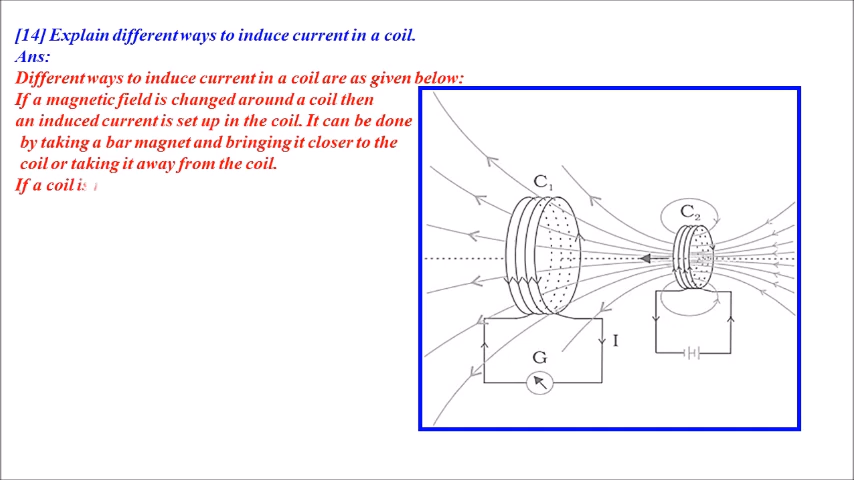 [14] Explain different ways to induce current in a coil.
Ans:
Different ways to induce current in a coil are as given below:
If a magnetic field is changed around a coil then
an induced current is set up in the coil. It can be done
by taking a bar magnet and bringing it closer to the
coil or taking it away from the coil.
If a coil is
C₁
C₂
I
G